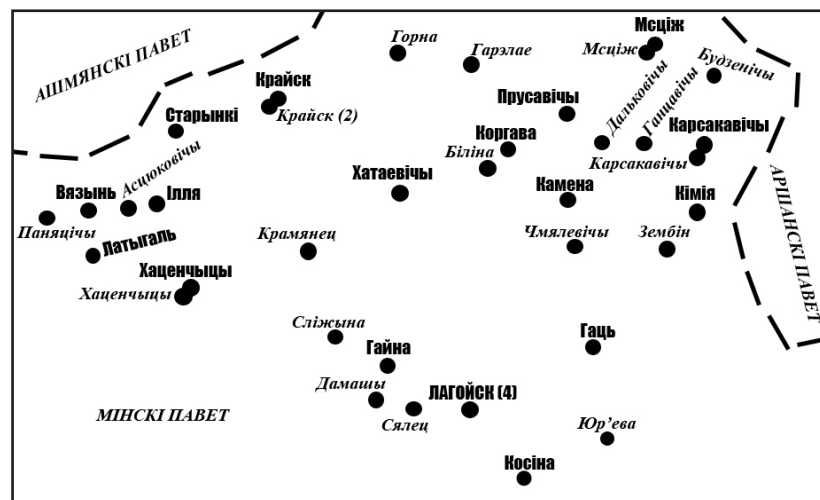 Мсціж
Горна
Мсціж
Гарэлае
Будзенічы
АШМЯНСКІ ПАВЕТ
Крайск
Крайск (2)
Прусавічы
Дальковічы
Ганцавічы
Старынкі
Карсакавічы
Коргава
Біліна
Карсакавічы
Асцюковічы
Вязынь
Ілля
Хатаевічы
Камена
Кімія
Паняцічы
Латыгаль
Крамянец
Чмялевічы
Зембін
АРШАНСКІ ПАВЕТ
Хаценчыцы
Хаценчыцы
Сліжына
Гаць
Гайна
Дамашы
ЛАГОЙСК (4)
МІНСКІ ПАВЕТ
Сялец
Юр’ева
Косіна